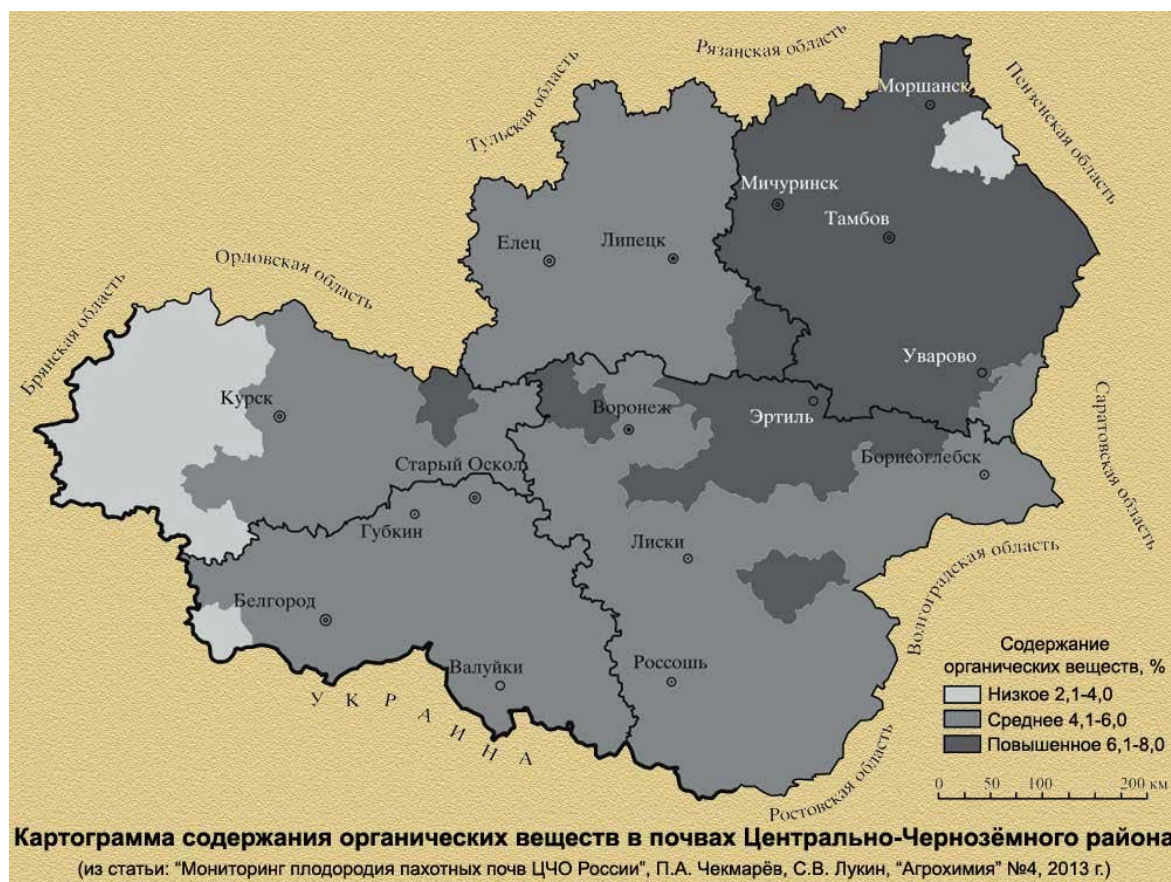 Рязанская область
Моршанск
Пензенская область
Тульская область
Мичуринск
Тамбов
Елец
Липецк
Орловская область
Брянская область
Уварово
Курск
Воронеж
Эртиль
Саратовская область
Старый Оскол
Борисоглебск
Губкин
Лиски
Волгоградская область
Белгород
Валуйки
Россошь
УКРАИНА
Ростовская область
Содержание
органических веществ, %
Низкое 2,1-4,0
Среднее 4,1-6,0
Повышенное 6,1-8,0
0 50 100 200 км
Картограмма содержания органических веществ в почвах Центрально-Чернозёмного района
(из статьи: “Мониторинг плодородия пахотных почв ЦЧО России”, П.А. Чекмарёв, С.В. Лукин, “Агрохимия” №4, 2013 г.)